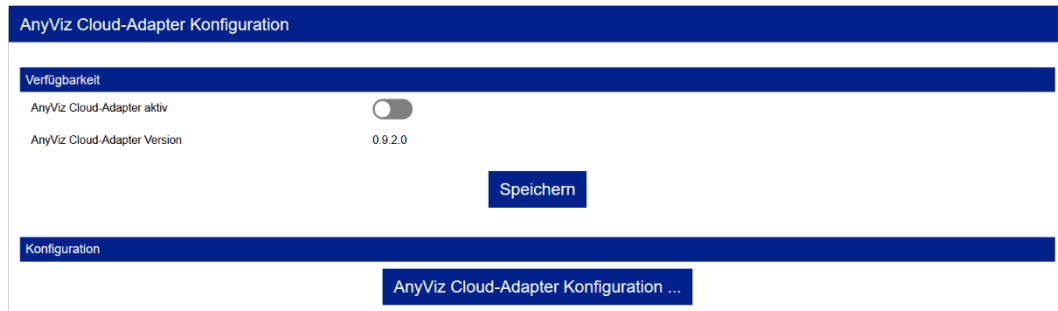 AnyViz Cloud-Adapter Konfiguration
Verfügbarkeit
AnyViz Cloud-Adapter aktiv
AnyViz Cloud-Adapter Version 0.9.2.0
Speichern
Konfiguration
AnyViz Cloud-Adapter Konfiguration ...